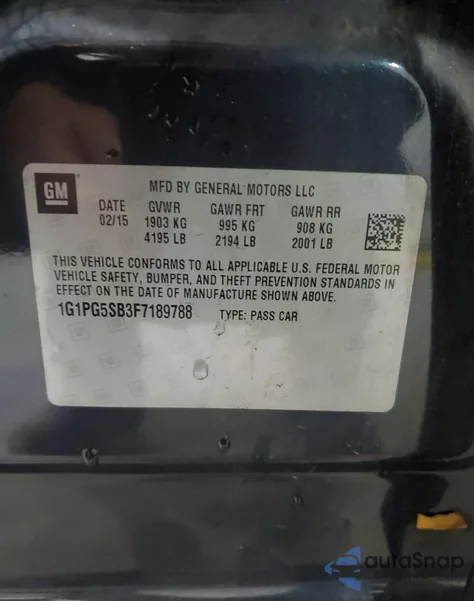 GM
MFD BY GENERAL MOTORS LLC
DATE GVWR GAWR FRT GAWR RR
02/15 1903 KG 995 KG 908 KG
4195 LB 2194 LB 2001 LB
THIS VEHICLE CONFORMS TO ALL APPLICABLE U.S. FEDERAL MOTOR
VEHICLE SAFETY, BUMPER, AND THEFT PREVENTION STANDARDS IN
EFFECT ON THE DATE OF MANUFACTURE SHOWN ABOVE.
1G1PG5SB3F7189788 TYPE: PASS CAR
autoSnap